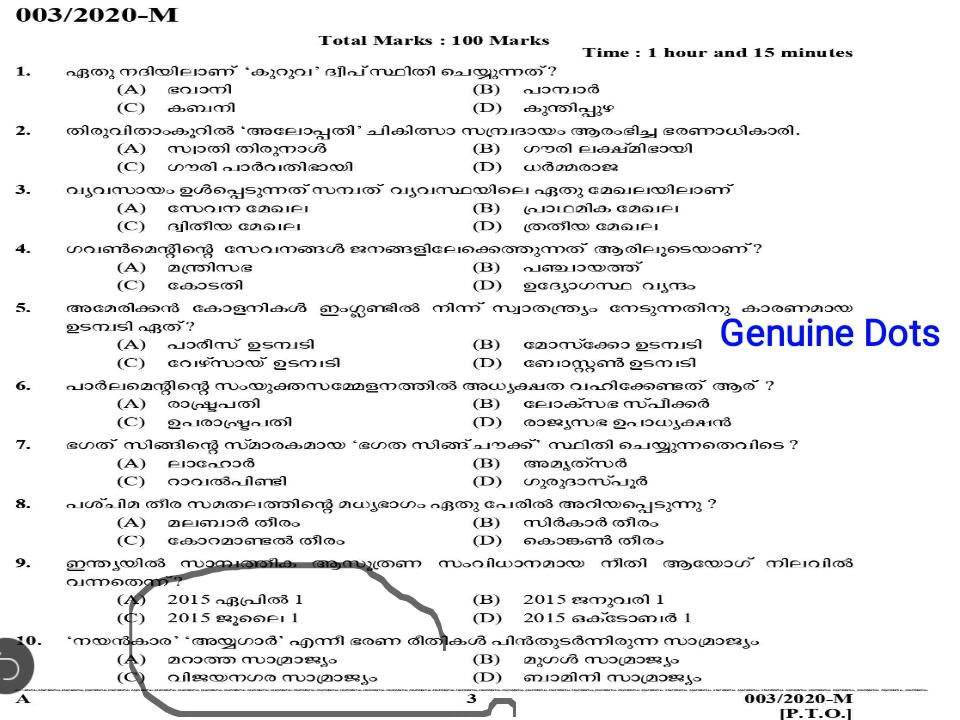 003/2020-M
Total Marks : 100 Marks
Time : 1 hour and 15 minutes
1. ഏതു നദിയിലാണ് ‘കുറുവ’ ദ്വീപ് സ്ഥിതി ചെയ്യുന്നത് ?
(A) ഭവാനി (B) പാമ്പാർ
(C) കബനി (D) കുന്തിപ്പുഴ
2. തിരുവിതാംകൂറിൽ ‘അലോപ്പതി’ ചികിത്സാ സമ്പ്രദായം ആരംഭിച്ച ഭരണാധികാരി.
(A) സ്വാതി തിരുനാൾ (B) ഗൗരി ലക്ഷ്മിഭായി
(C) ഗൗരി പാർവതിഭായി (D) ധർമ്മരാജ
3. വ്യവസായം ഉൾപ്പെടുന്നത് സമ്പത് വ്യവസ്ഥയിലെ ഏതു മേഖലയിലാണ്
(A) സേവന മേഖല (B) പ്രാഥമിക മേഖല
(C) ദ്വിതീയ മേഖല (D) ത്രതീയ മേഖല
4. ഗവൺമെന്റിന്റെ സേവനങ്ങൾ ജനങ്ങളിലേക്കെത്തുന്നത് ആരിലൂടെയാണ് ?
(A) മന്ത്രിസഭ (B) പഞ്ചായത്ത്
(C) കോടതി (D) ഉദ്യോഗസ്ഥ വൃന്ദം
5. അമേരിക്കൻ കോളനികൾ ഇംഗ്ലണ്ടിൽ നിന്ന് സ്വാതന്ത്ര്യം നേടുന്നതിനു കാരണമായ
ഉടമ്പടി ഏത് ?
(A) പാരീസ് ഉടമ്പടി (B) മോസ്ക്കോ ഉടമ്പടി
Genuine Dots
(C) വേഴ്സായ് ഉടമ്പടി (D) ബോസ്റ്റൺ ഉടമ്പടി
6. പാർലമെന്റിന്റെ സംയുക്തസമ്മേളനത്തിൽ അധ്യക്ഷത വഹിക്കേണ്ടത് ആര് ?
(A) രാഷ്ട്രപതി (B) ലോക്സഭ സ്പീക്കർ
(C) ഉപരാഷ്ട്രപതി (D) രാജ്യസഭ ഉപാധ്യക്ഷൻ
7. ഭഗത് സിങ്ങിന്റെ സ്മാരകമായ ‘ഭഗത സിങ്ങ് ചൗക്ക്’ സ്ഥിതി ചെയ്യുന്നതെവിടെ ?
(A) ലാഹോർ (B) അമൃത്സർ
(C) റാവൽപിണ്ടി (D) ഗുരുദാസ്പൂർ
8. പശ്ചിമ തീര സമതലത്തിന്റെ മധ്യഭാഗം ഏതു പേരിൽ അറിയപ്പെടുന്നു ?
(A) മലബാർ തീരം (B) സിർകാർ തീരം
(C) കോറമാണ്ടൽ തീരം (D) കൊങ്കൺ തീരം
9. ഇന്ത്യയിൽ സാമ്പത്തീക ആസൂത്രണ സംവിധാനമായ നീതി ആയോഗ് നിലവിൽ
വന്നതെന്ന് ?
(A) 2015 ഏപ്രിൽ 1 (B) 2015 ജനുവരി 1
(C) 2015 ജൂലൈ 1 (D) 2015 ഒക്ടോബർ 1
10. ‘നയൻകാര’ ‘അയ്യഗാർ’ എന്നീ ഭരണ രീതികൾ പിൻതുടർന്നിരുന്ന സാമ്രാജ്യം
(A) മറാത്ത സാമ്രാജ്യം (B) മുഗൾ സാമ്രാജ്യം
(C) വിജയനഗര സാമ്രാജ്യം (D) ബാമിനി സാമ്രാജ്യം
A 3 003/2020-M
[P.T.O.]